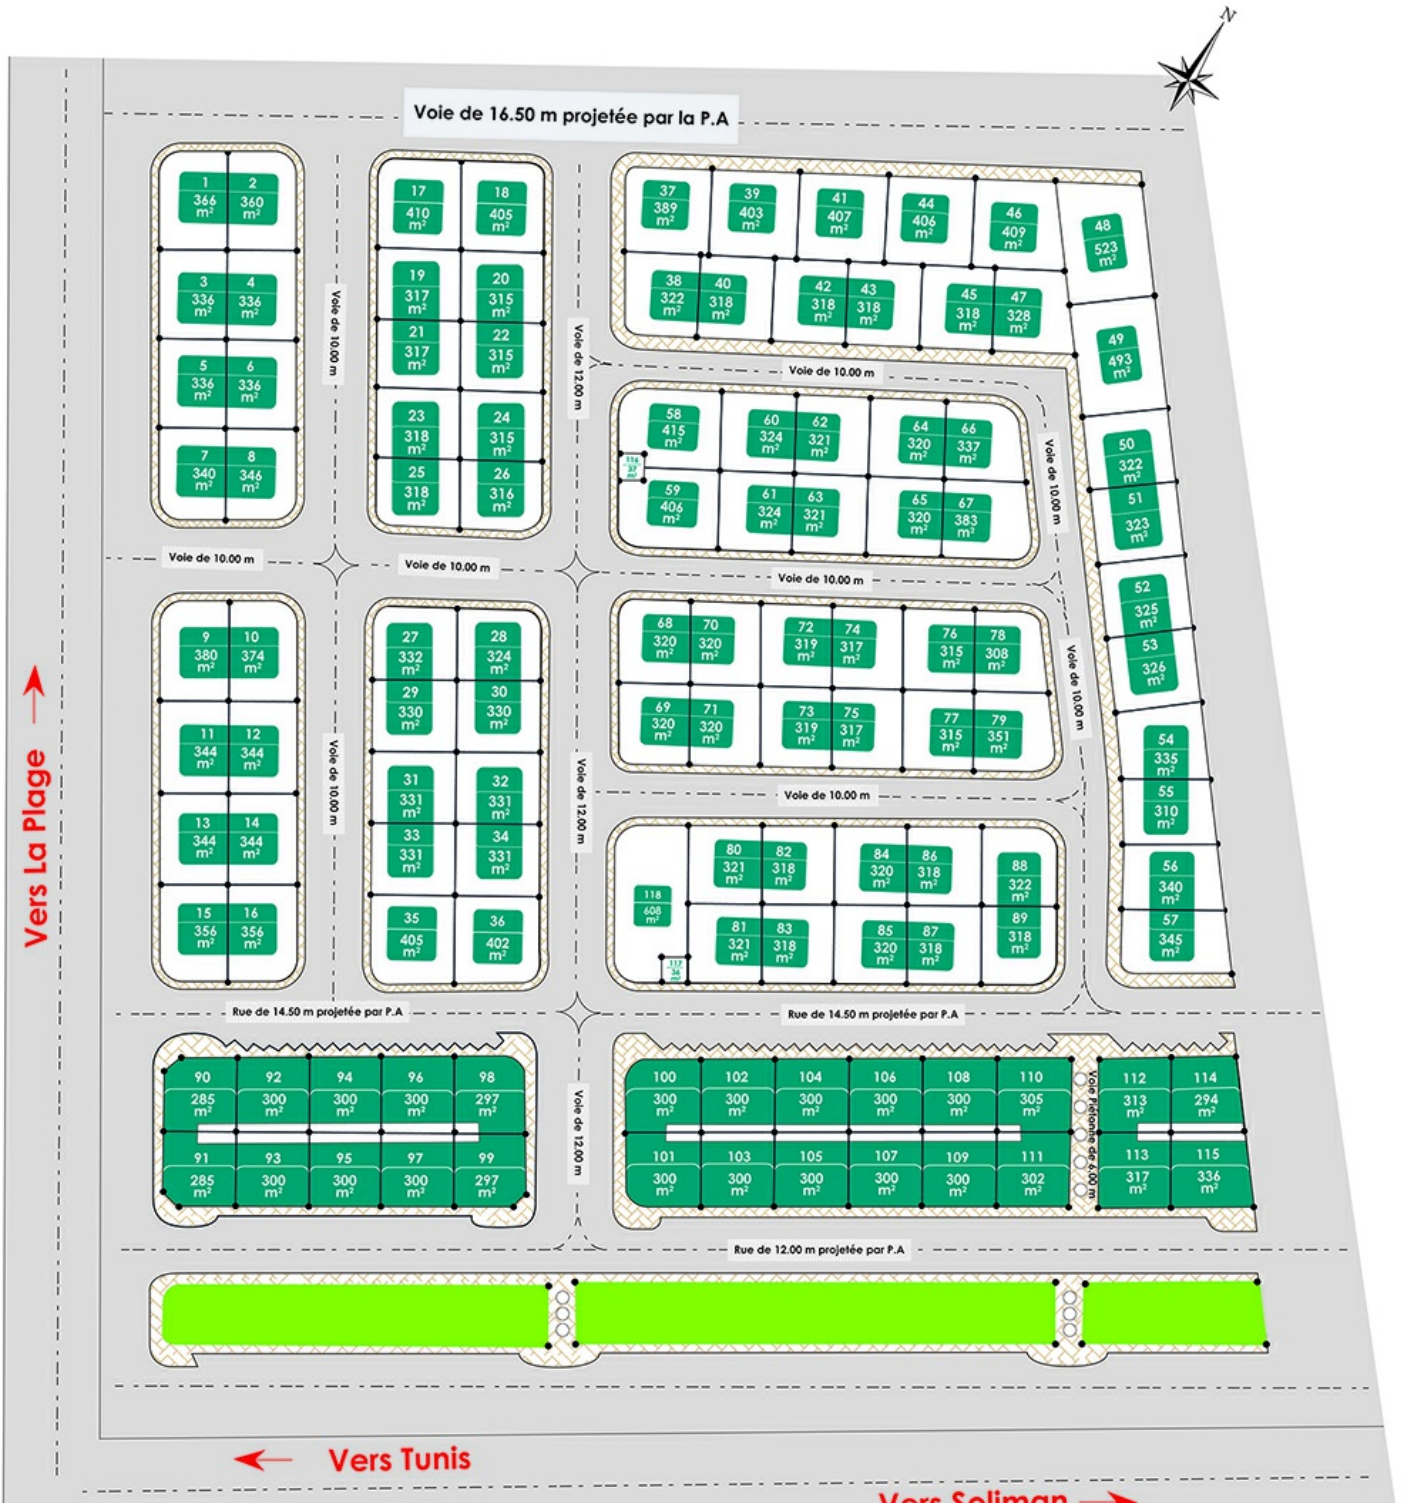 N
Voie de 16.50 m projetée par la P.A
1
366
m²
2
360
m²
3
336
m²
4
336
m²
5
336
m²
6
336
m²
7
340
m²
8
346
m²
17
410
m²
18
405
m²
19
317
m²
20
315
m²
21
317
m²
22
315
m²
23
318
m²
24
315
m²
25
318
m²
26
316
m²
37
389
m²
39
403
m²
41
407
m²
44
406
m²
46
409
m²
48
523
m²
38
322
m²
40
318
m²
42
318
m²
43
318
m²
45
318
m²
47
328
m²
49
493
m²
Voie de 10.00 m
Voie de 12.00 m
Voie de 10.00 m
58
415
m²
60
324
m²
62
321
m²
64
320
m²
66
337
m²
116
37
m²
59
406
m²
61
324
m²
63
321
m²
65
320
m²
67
383
m²
Voie de 10.00 m
50
322
m²
51
323
m²
52
325
m²
53
326
m²
54
335
m²
55
310
m²
56
340
m²
57
345
m²
Voie de 10.00 m
Voie de 10.00 m
Voie de 10.00 m
9
380
m²
10
374
m²
11
344
m²
12
344
m²
13
344
m²
14
344
m²
15
356
m²
16
356
m²
Voie de 10.00 m
27
332
m²
28
324
m²
29
330
m²
30
330
m²
31
331
m²
32
331
m²
33
331
m²
34
331
m²
35
405
m²
36
402
m²
Voie de 12.00 m
68
320
m²
70
320
m²
72
319
m²
74
317
m²
76
315
m²
78
308
m²
69
320
m²
71
320
m²
73
319
m²
75
317
m²
77
315
m²
79
351
m²
Voie de 10.00 m
Voie de 10.00 m
118
608
m²
117
36
m²
80
321
m²
82
318
m²
84
320
m²
86
318
m²
88
322
m²
81
321
m²
83
318
m²
85
320
m²
87
318
m²
89
318
m²
Vers La Plage
Rue de 14.50 m projetée par P.A
Rue de 14.50 m projetée par P.A
90
285
m²
92
300
m²
94
300
m²
96
300
m²
98
297
m²
91
285
m²
93
300
m²
95
300
m²
97
300
m²
99
297
m²
Voie de 12.00 m
100
300
m²
102
300
m²
104
300
m²
106
300
m²
108
300
m²
110
305
m²
101
300
m²
103
300
m²
105
300
m²
107
300
m²
109
300
m²
111
302
m²
Voie Piétonne de 6.00 m
112
313
m²
114
294
m²
113
317
m²
115
336
m²
Rue de 12.00 m projetée par P.A
Vers Tunis
Vers Soliman